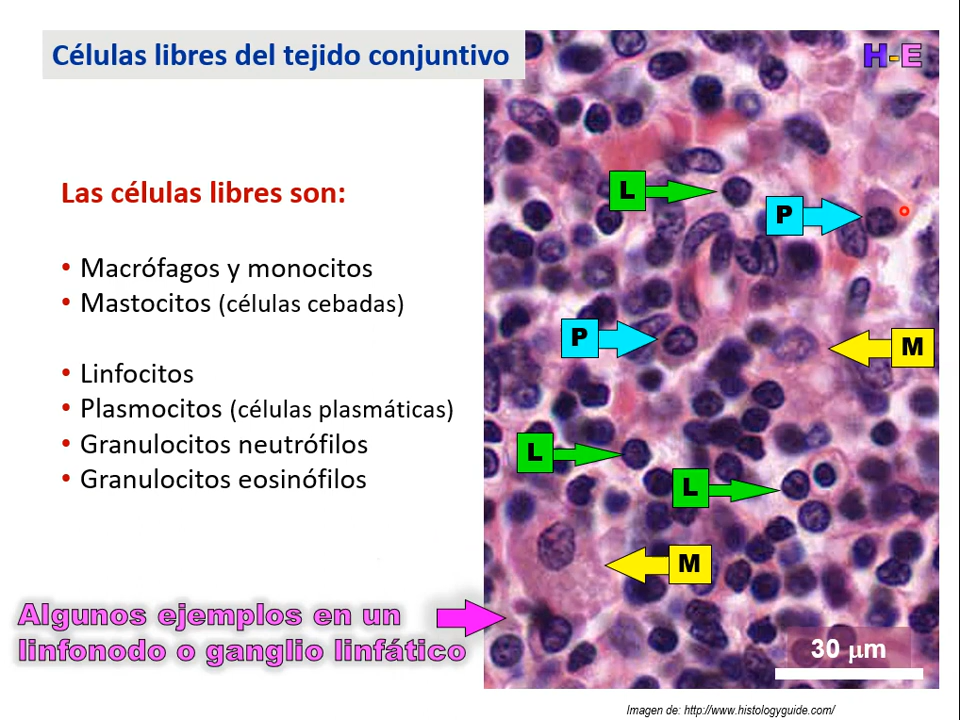 Células libres del tejido conjuntivo
H-E
Las células libres son:
• Macrófagos y monocitos
• Mastocitos (células cebadas)
• Linfocitos
• Plasmocitos (células plasmáticas)
• Granulocitos neutrófilos
• Granulocitos eosinófilos
L
P
P
M
L
L
M
Algunos ejemplos en un
linfonodo o ganglio linfático
30 µm
Imagen de: http://www.histologyguide.com/